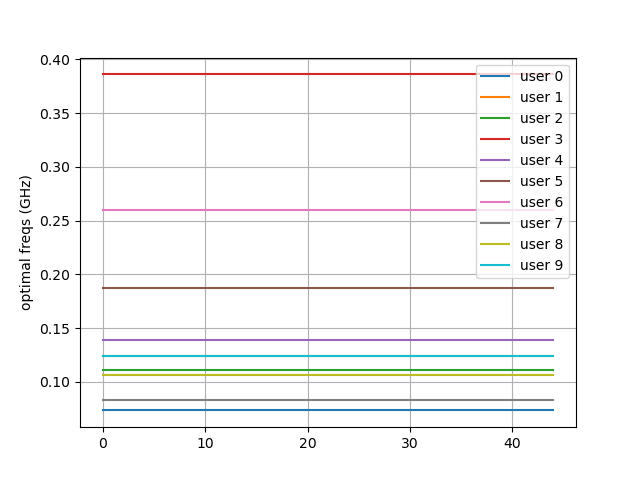 optimal freqs (GHz)
0.40
0.35
0.30
0.25
0.20
0.15
0.10
0
10
20
30
40
user 0
user 1
user 2
user 3
user 4
user 5
user 6
user 7
user 8
user 9